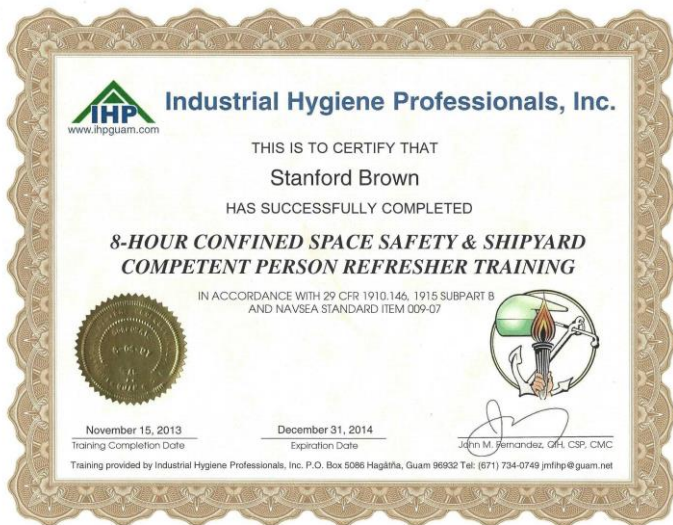 IHP
www.ihpguam.com
Industrial Hygiene Professionals, Inc.
THIS IS TO CERTIFY THAT
Stanford Brown
HAS SUCCESSFULLY COMPLETED
8-HOUR CONFINED SPACE SAFETY & SHIPYARD
COMPETENT PERSON REFRESHER TRAINING
IN ACCORDANCE WITH 29 CFR 1910.146, 1915 SUBPART B
AND NAVSEA STANDARD ITEM 009-07
November 15, 2013
Training Completion Date
December 31, 2014
Expiration Date
John M. Fernandez, CIH, CSP, CMC
Training provided by Industrial Hygiene Professionals, Inc. P.O. Box 5086 Hagåtña, Guam 96932 Tel: (671) 734-0749 jmfihp@guam.net